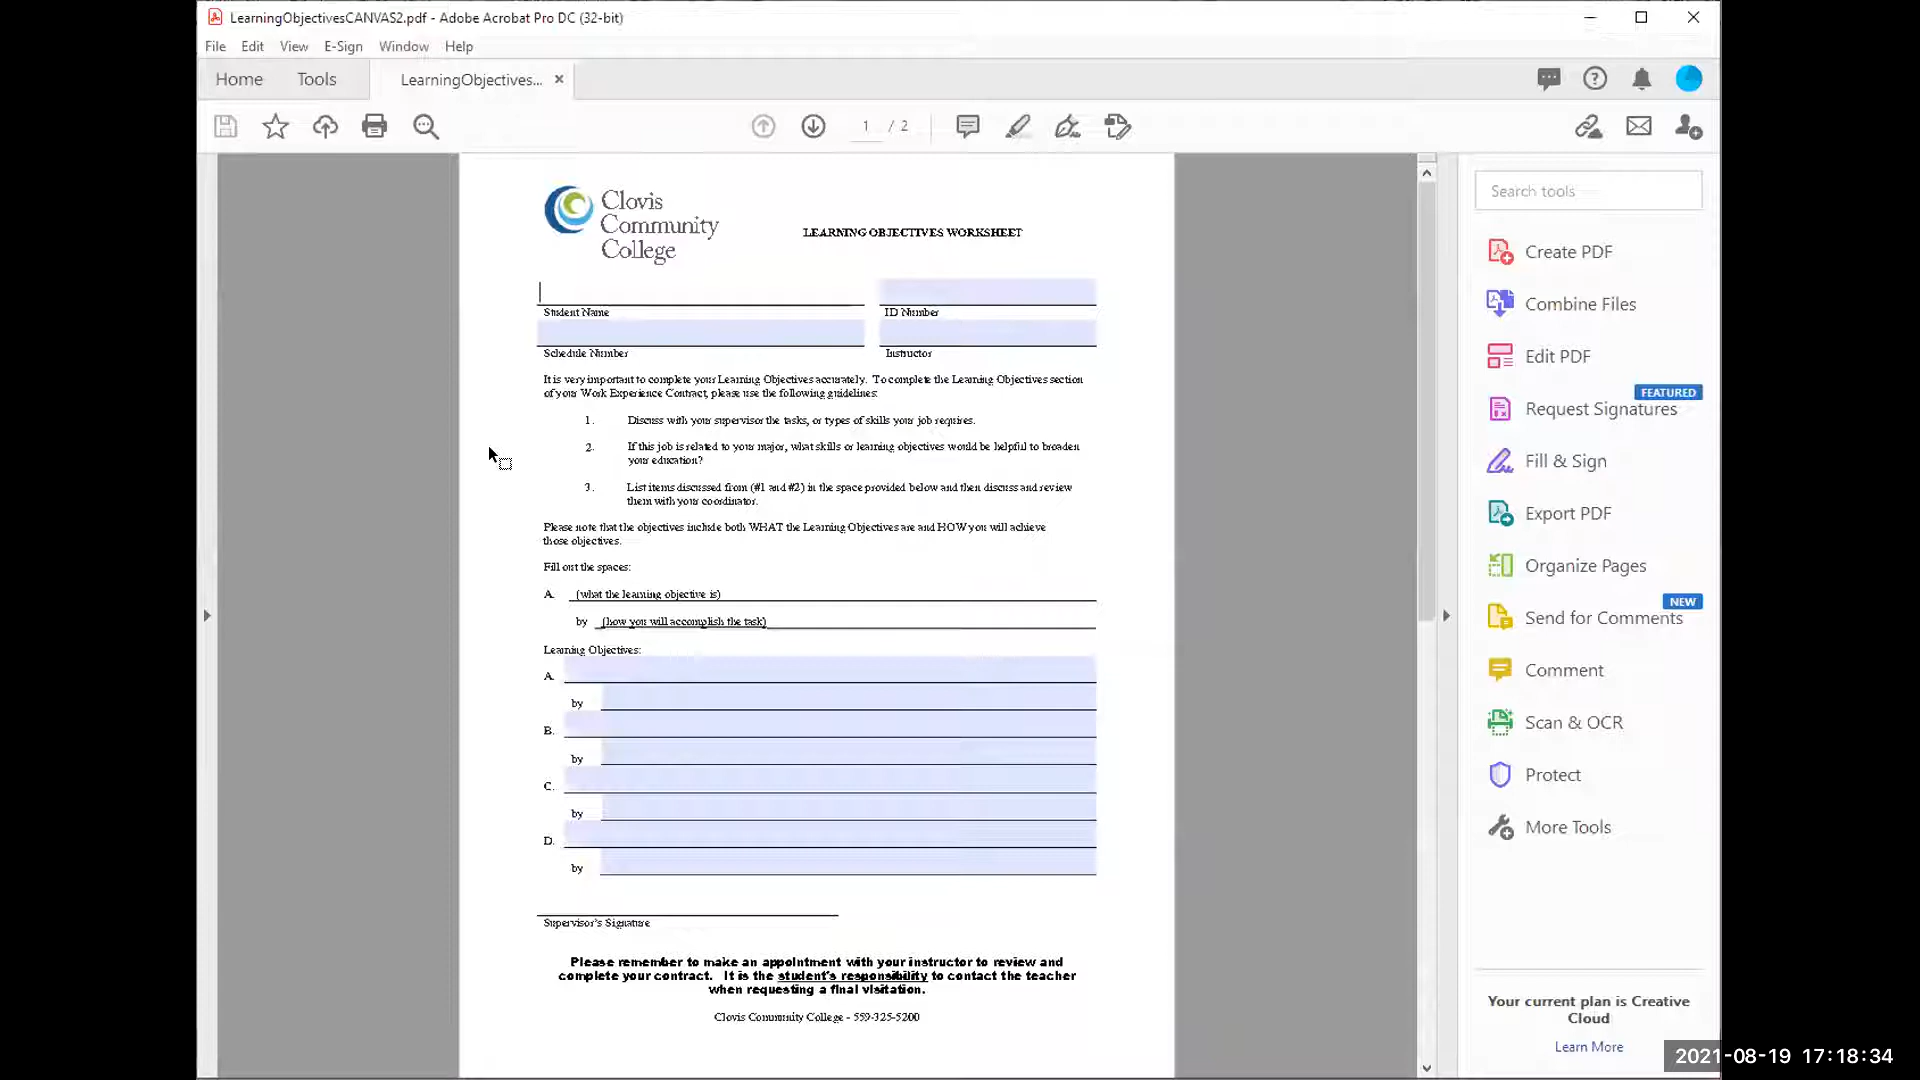 LearningObjectivesCANVAS2.pdf - Adobe Acrobat Pro DC (32-bit)
File Edit View E-Sign Window Help
Home Tools LearningObjectives... ×
1 / 2
Clovis
Community
College
LEARNING OBJECTIVES WORKSHEET
Student Name ID Number
Schedule Number Instructor
It is very important to complete your Learning Objectives accurately. To complete the Learning Objectives section
of your Work Experience Contract, please use the following guidelines:
1. Discuss with your supervisor the tasks, or types of skills your job requires.
2. If this job is related to your major, what skills or learning objectives would be helpful to broaden
your education?
3. List items discussed from (#1 and #2) in the space provided below and then discuss and review
them with your coordinator.
Please note that the objectives include both WHAT the Learning Objectives are and HOW you will achieve
those objectives.
Fill out the spaces:
A. (what the learning objective is)
by (how you will accomplish the task)
Learning Objectives:
A.
by
B.
by
C.
by
D.
by
Supervisor's Signature
Please remember to make an appointment with your instructor to review and
complete your contract. It is the student's responsibility to contact the teacher
when requesting a final visitation.
Clovis Community College - 559-325-5200
Search tools
Create PDF
Combine Files
Edit PDF
FEATURED
Request Signatures
Fill & Sign
Export PDF
Organize Pages
NEW
Send for Comments
Comment
Scan & OCR
Protect
More Tools
Your current plan is Creative
Cloud
Learn More
2021-08-19 17:18:34